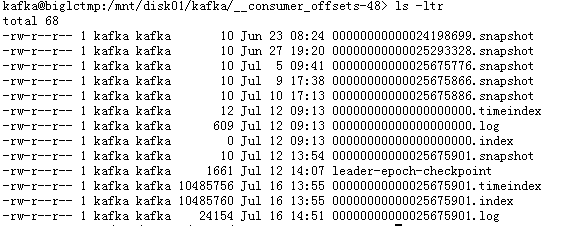 kafka@biglctmp:/mnt/disk01/kafka/__consumer_offsets-48> ls -ltr
total 68
-rw-r--r-- 1 kafka kafka 10 Jun 23 08:24 00000000000024198699.snapshot
-rw-r--r-- 1 kafka kafka 10 Jun 27 19:20 00000000000025293328.snapshot
-rw-r--r-- 1 kafka kafka 10 Jul 5 09:41 00000000000025675776.snapshot
-rw-r--r-- 1 kafka kafka 10 Jul 9 17:38 00000000000025675866.snapshot
-rw-r--r-- 1 kafka kafka 10 Jul 10 17:13 00000000000025675886.snapshot
-rw-r--r-- 1 kafka kafka 12 Jul 12 09:13 00000000000000000000.timeindex
-rw-r--r-- 1 kafka kafka 609 Jul 12 09:13 00000000000000000000.log
-rw-r--r-- 1 kafka kafka 0 Jul 12 09:13 00000000000000000000.index
-rw-r--r-- 1 kafka kafka 10 Jul 12 13:54 00000000000025675901.snapshot
-rw-r--r-- 1 kafka kafka 1661 Jul 12 14:07 leader-epoch-checkpoint
-rw-r--r-- 1 kafka kafka 10485756 Jul 16 13:55 00000000000025675901.timeindex
-rw-r--r-- 1 kafka kafka 10485760 Jul 16 13:55 00000000000025675901.index
-rw-r--r-- 1 kafka kafka 24154 Jul 16 14:51 00000000000025675901.log